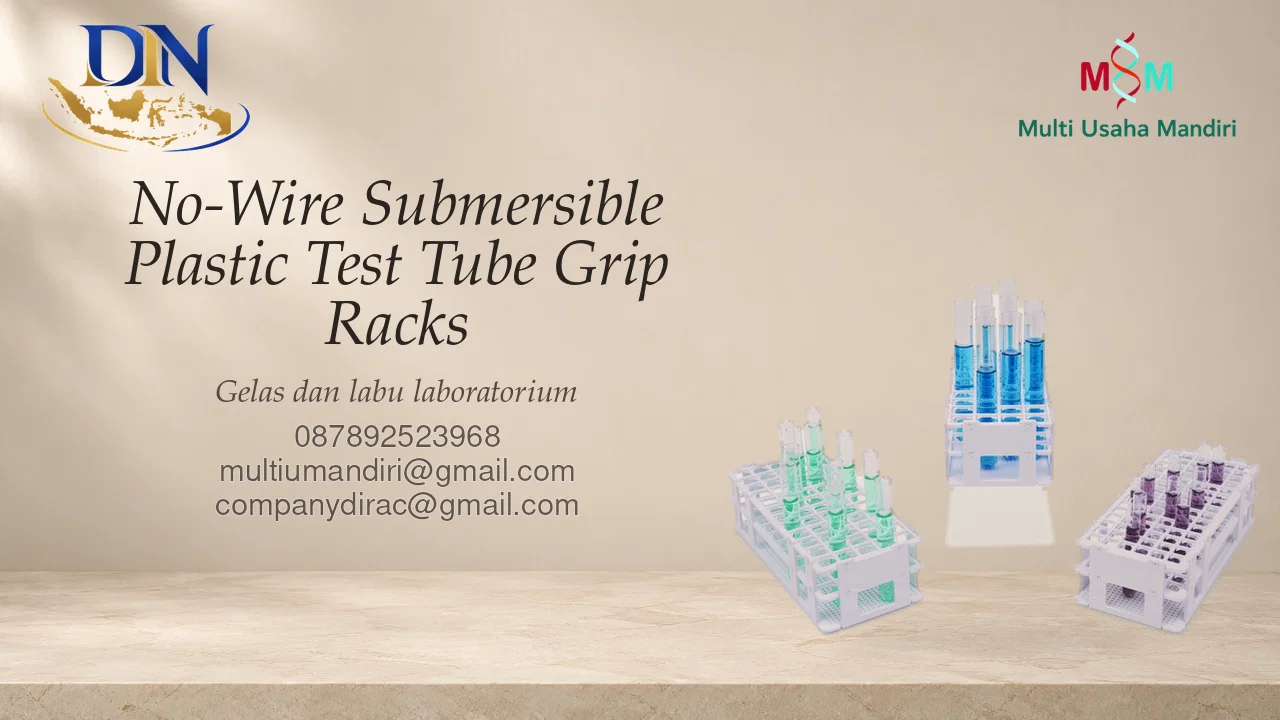 DN
M M
Multi Usaha Mandiri
No-Wire Submersible
Plastic Test Tube Grip
Racks
Gelas dan labu laboratorium
087892523968
multiumandiri@gmail.com
companydirac@gmail.com